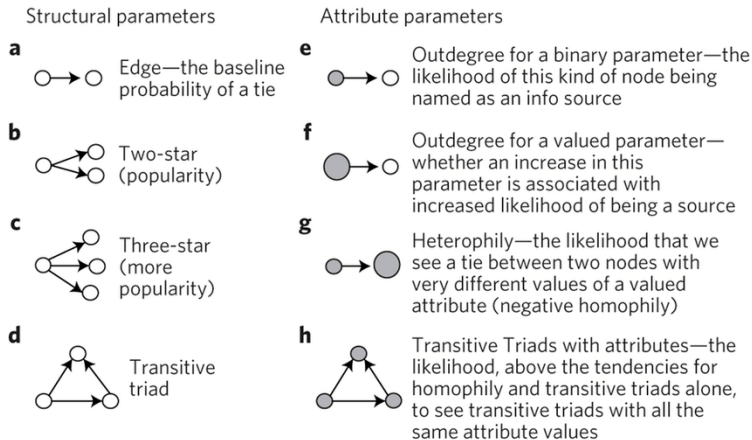 Structural parameters
a
Edge—the baseline
probability of a tie
b
Two-star
(popularity)
c
Three-star
(more
popularity)
d
Transitive
triad
Attribute parameters
e
Outdegree for a binary parameter—the
likelihood of this kind of node being
named as an info source
f
Outdegree for a valued parameter—
whether an increase in this
parameter is associated with
increased likelihood of being a source
g
Heterophily—the likelihood that we
see a tie between two nodes with
very different values of a valued
attribute (negative homophily)
h
Transitive Triads with attributes—the
likelihood, above the tendencies for
homophily and transitive triads alone,
to see transitive triads with all the
same attribute values